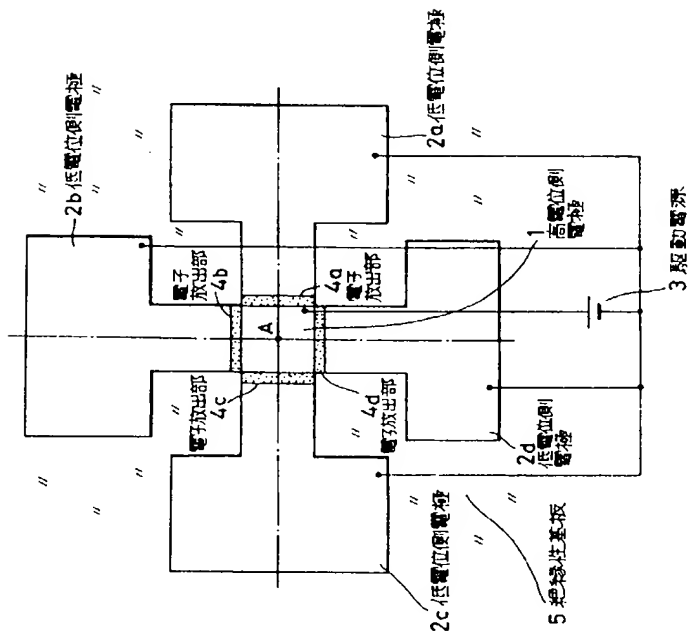 2b 低電位側電極
2a 低電位側電極
4b
電子
放出部
4a
電子
放出部
A
1
高電位側
電極
3 駆動電源
電子放出部
4c
4d
電子
放出部
2d
低電位側
電極
2c 低電位側電極
5 絶縁性基板